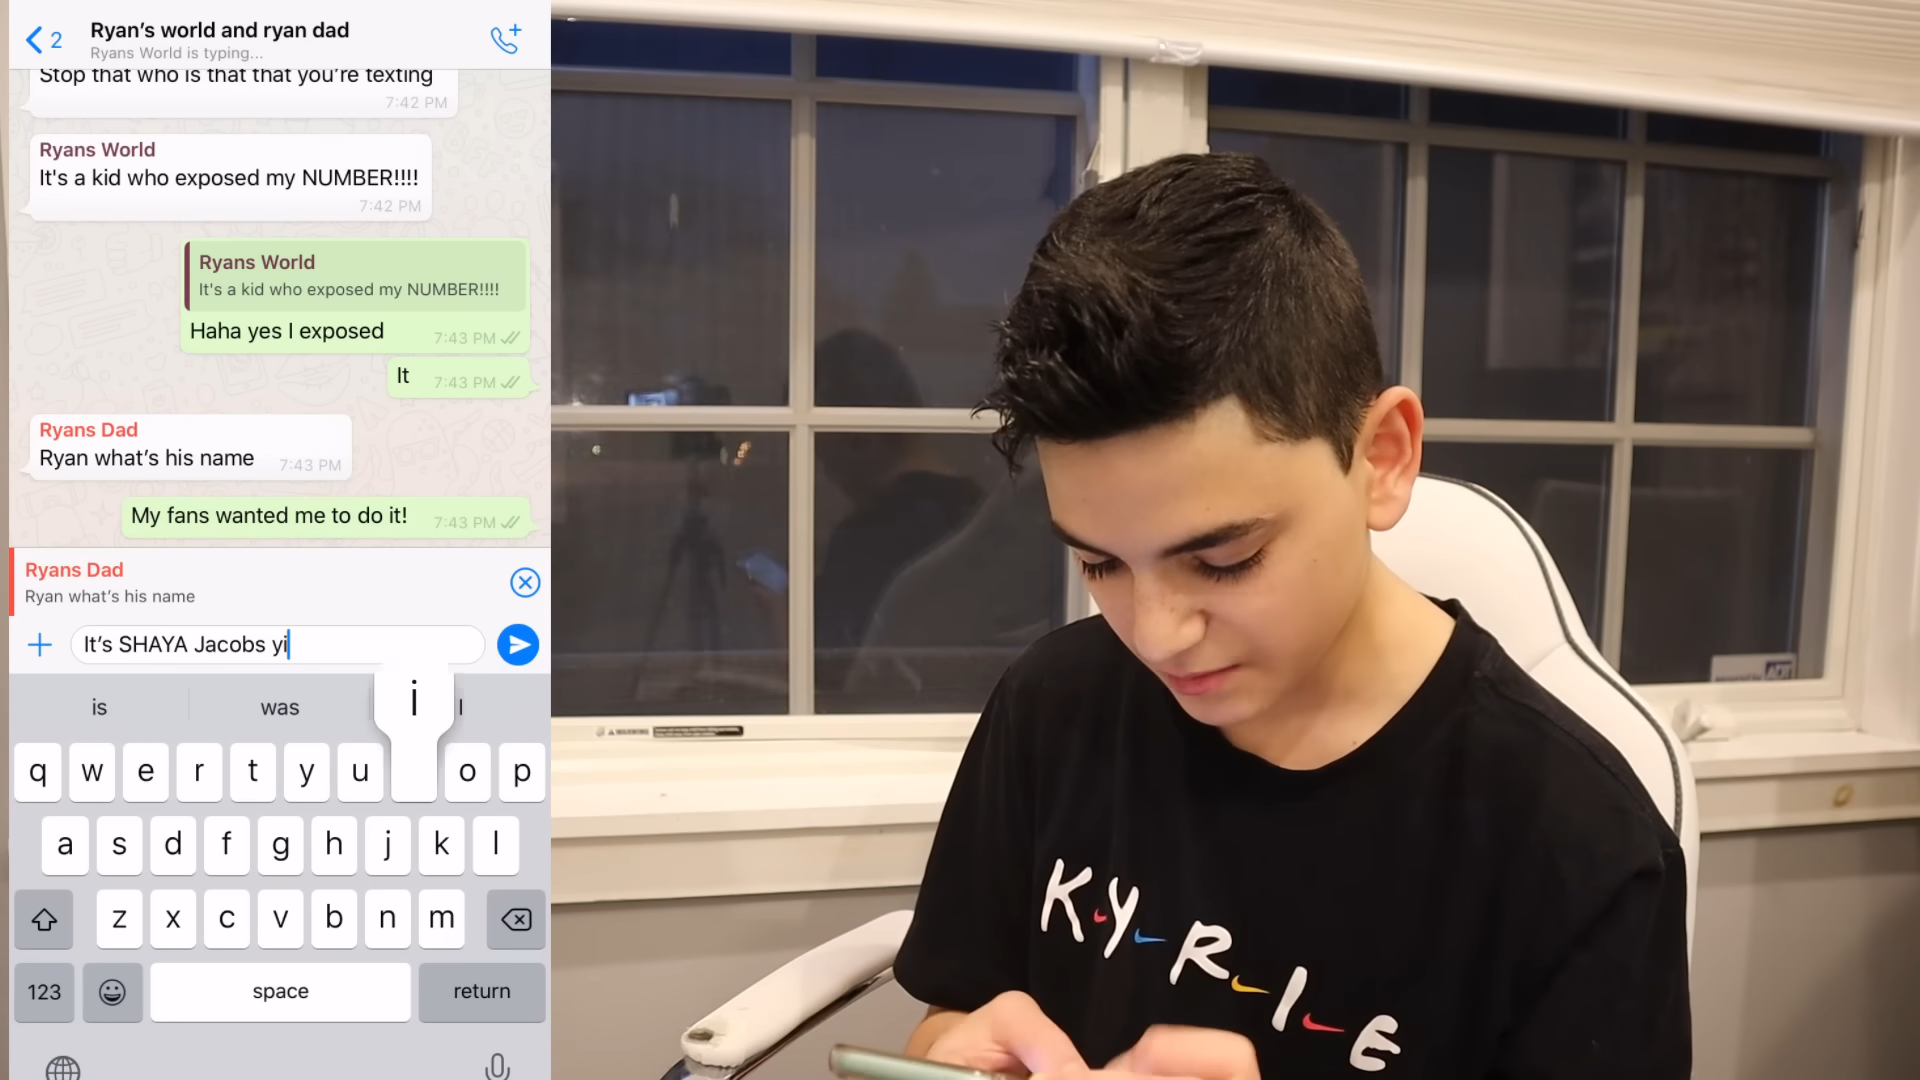 2
Ryan’s world and ryan dad
Ryans World is typing...
Stop that who is that that you’re texting
7:42 PM
Ryans World
It's a kid who exposed my NUMBER!!!!
7:42 PM
Ryans World
It's a kid who exposed my NUMBER!!!!
Haha yes I exposed
7:43 PM
It
7:43 PM
Ryans Dad
Ryan what’s his name
7:43 PM
My fans wanted me to do it!
7:43 PM
Ryans Dad
Ryan what’s his name
It’s SHAYA Jacobs yi
is was I
i
q w e r t y u o p
a s d f g h j k l
z x c v b n m
123 space return
KYRIE
ADT
WARNING